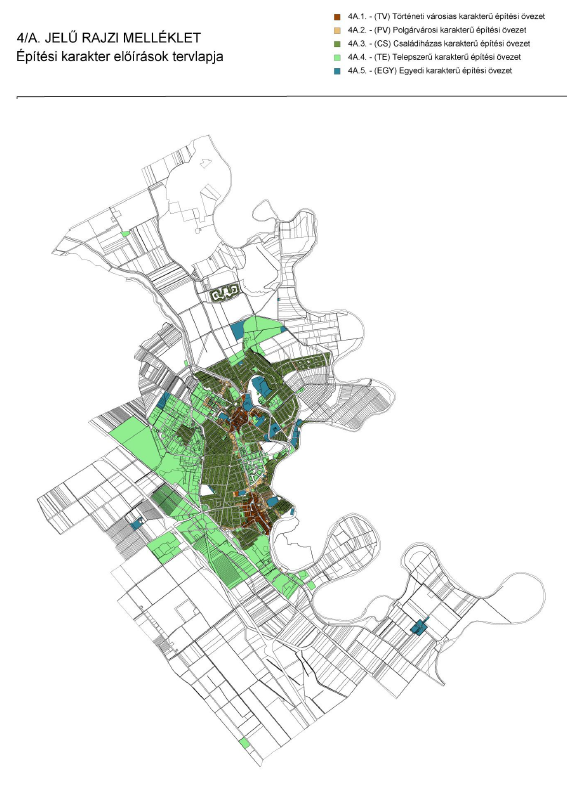 4/A. JELŰ RAJZI MELLÉKLET
Építési karakter előírások tervlapja
4A.1. - (TV) Történeti városias karakterű építési övezet
4A.2. - (PV) Polgárvárosi karakterű építési övezet
4A.3. - (CS) Családiházas karakterű építési övezet
4A.4. - (TE) Telepszerű karakterű építési övezet
4A.5. - (EGY) Egyedi karakterű építési övezet